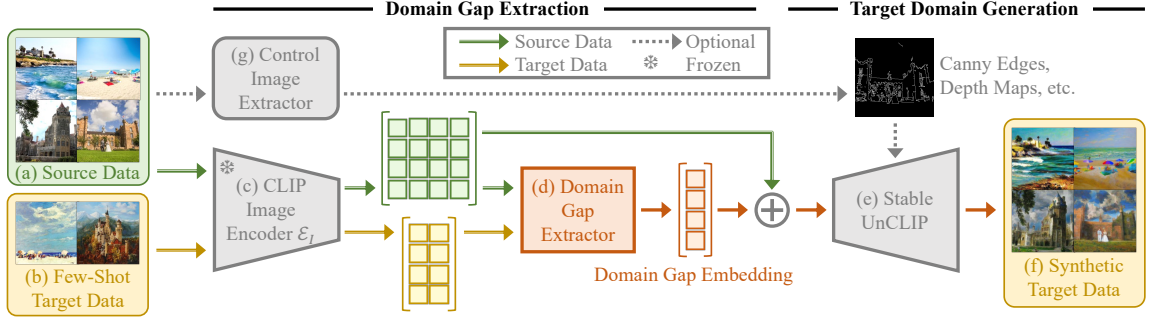 Domain Gap Extraction
Target Domain Generation
Source Data
Optional
Target Data
Frozen
(g) Control
Image
Extractor
Canny Edges,
Depth Maps, etc.
(a) Source Data
(c) CLIP
Image
Encoder ℰI
(d) Domain
Gap
Extractor
(e) Stable
UnCLIP
(b) Few-Shot
Target Data
Domain Gap Embedding
(f) Synthetic
Target Data